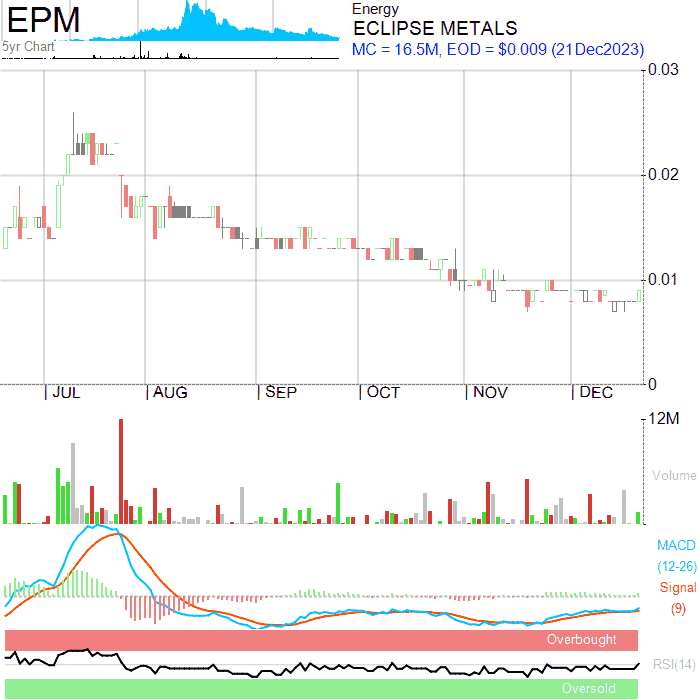 EPM
Energy
ECLIPSE METALS
5yr Chart
MC = 16.5M, EOD = $0.009 (21Dec2023)
0.03
0.02
0.01
0
JUL AUG SEP OCT NOV DEC
12M
Volume
MACD
(12-26)
Signal
(9)
Overbought
RSI(14)
Oversold